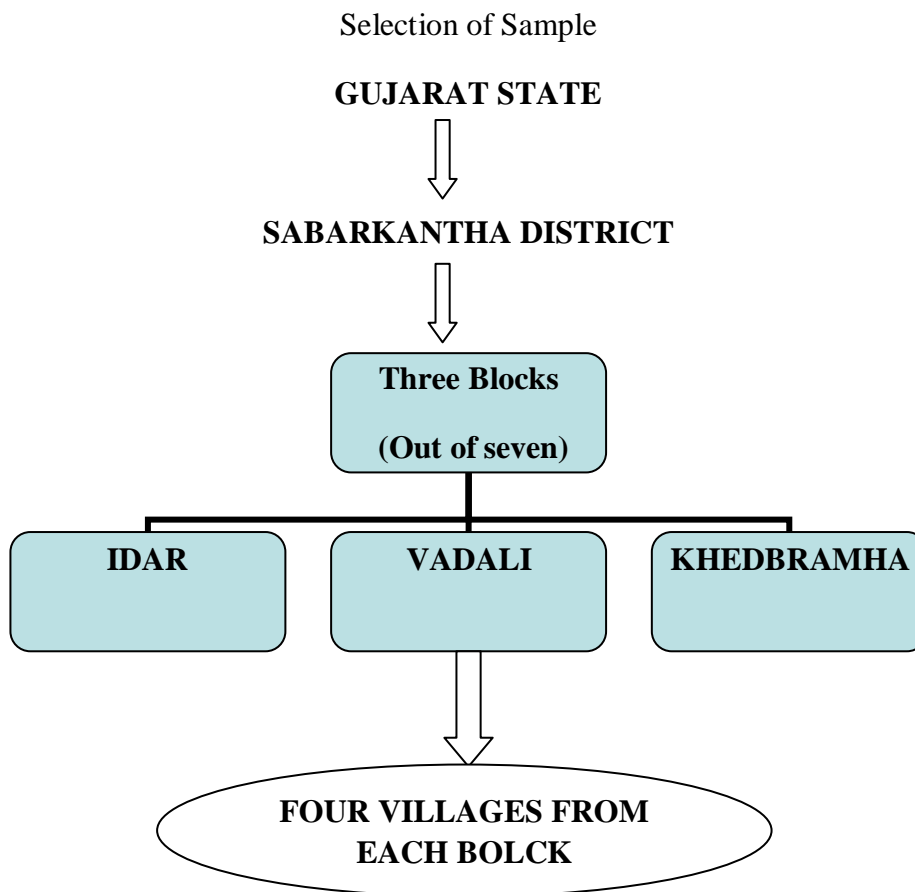 Selection of Sample
GUJARAT STATE
SABARKANTHA DISTRICT
Three Blocks
(Out of seven)
IDAR
VADALI
KHEDBRAMHA
FOUR VILLAGES FROM
EACH BOLCK